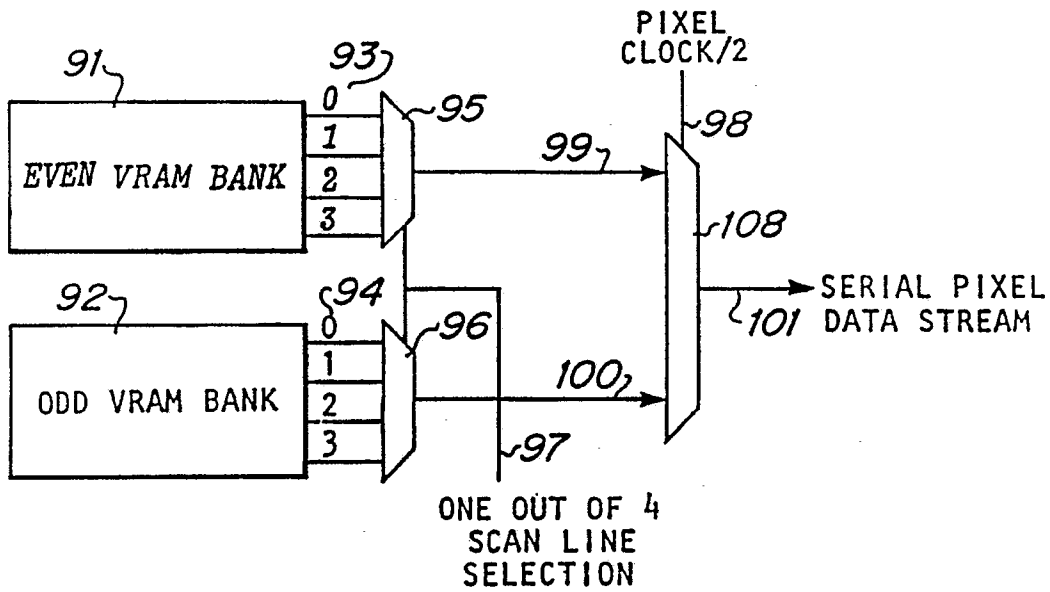 PIXEL
CLOCK/2
91
93
0
95
98
1
99
EVEN VRAM BANK
2
3
108
92
94
0
96
SERIAL PIXEL
DATA STREAM
101
1
100
ODD VRAM BANK
2
3
97
ONE OUT OF 4
SCAN LINE
SELECTION